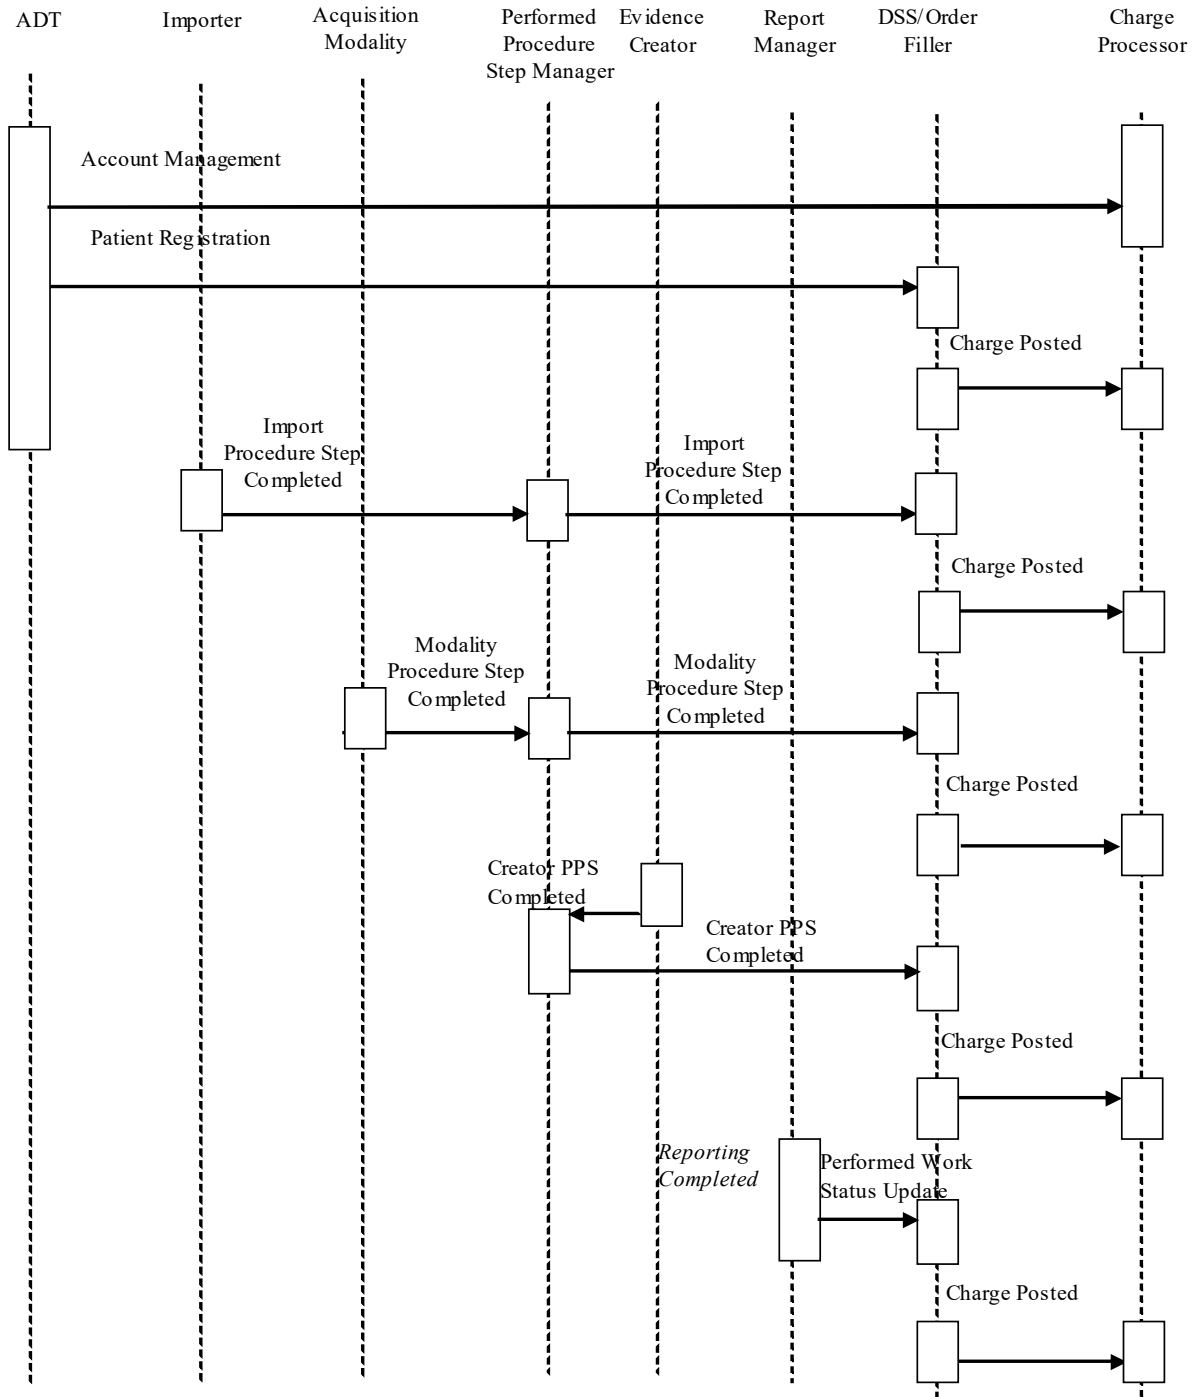 ADT
Importer
Acquisition
Modality
Performed
Procedure
Step Manager
Evidence
Creator
Report
Manager
DSS/Order
Filler
Charge
Processor
Account Management
Patient Registration
Charge Posted
Import
Procedure Step
Completed
Import
Procedure Step
Completed
Charge Posted
Modality
Procedure Step
Completed
Modality
Procedure Step
Completed
Charge Posted
Creator PPS
Completed
Creator PPS
Completed
Charge Posted
Reporting
Completed
Performed Work
Status Update
Charge Posted